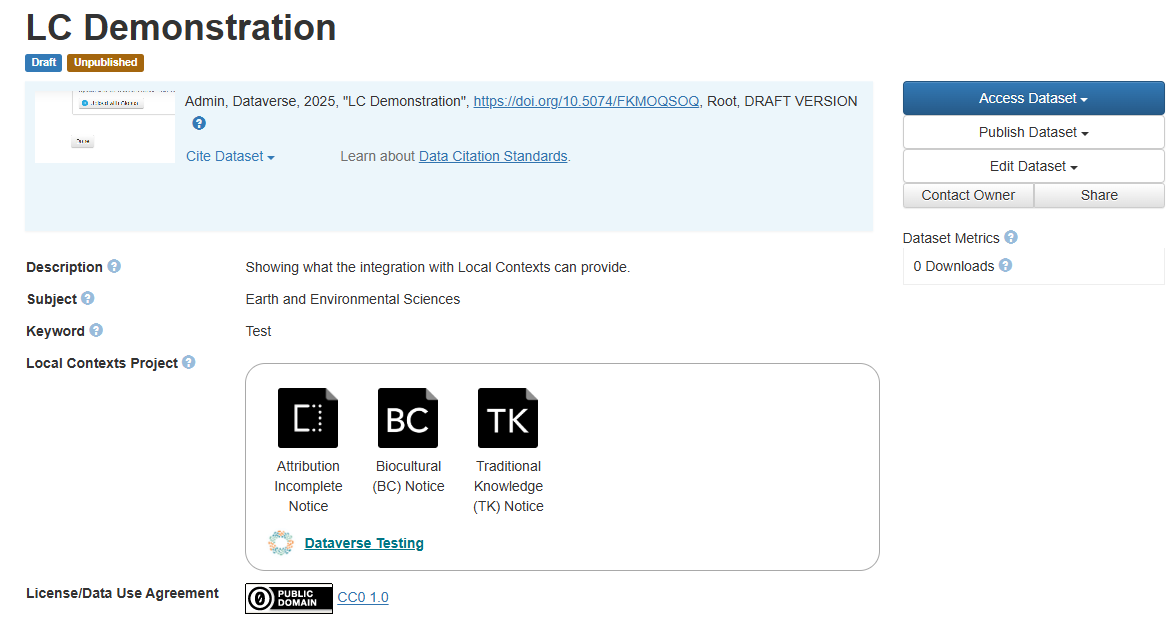 LC Demonstration
Draft Unpublished
Admin, Dataverse, 2025, "LC Demonstration", https://doi.org/10.5074/FKMOQSOQ, Root, DRAFT VERSION
?
Cite Dataset
Learn about Data Citation Standards.
Access Dataset
Publish Dataset
Edit Dataset
Contact Owner Share
Dataset Metrics ?
0 Downloads ?
Description ? Showing what the integration with Local Contexts can provide.
Subject ? Earth and Environmental Sciences
Keyword ? Test
Local Contexts Project ?
BC
TK
Attribution
Incomplete
Notice
Biocultural
(BC) Notice
Traditional
Knowledge
(TK) Notice
Dataverse Testing
License/Data Use Agreement
0 PUBLIC
DOMAIN
CC0 1.0